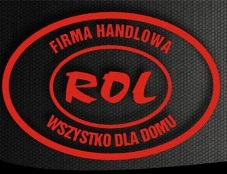 FIRMA HANDLOWA
ROL
WSZYSTKO DLA DOMU